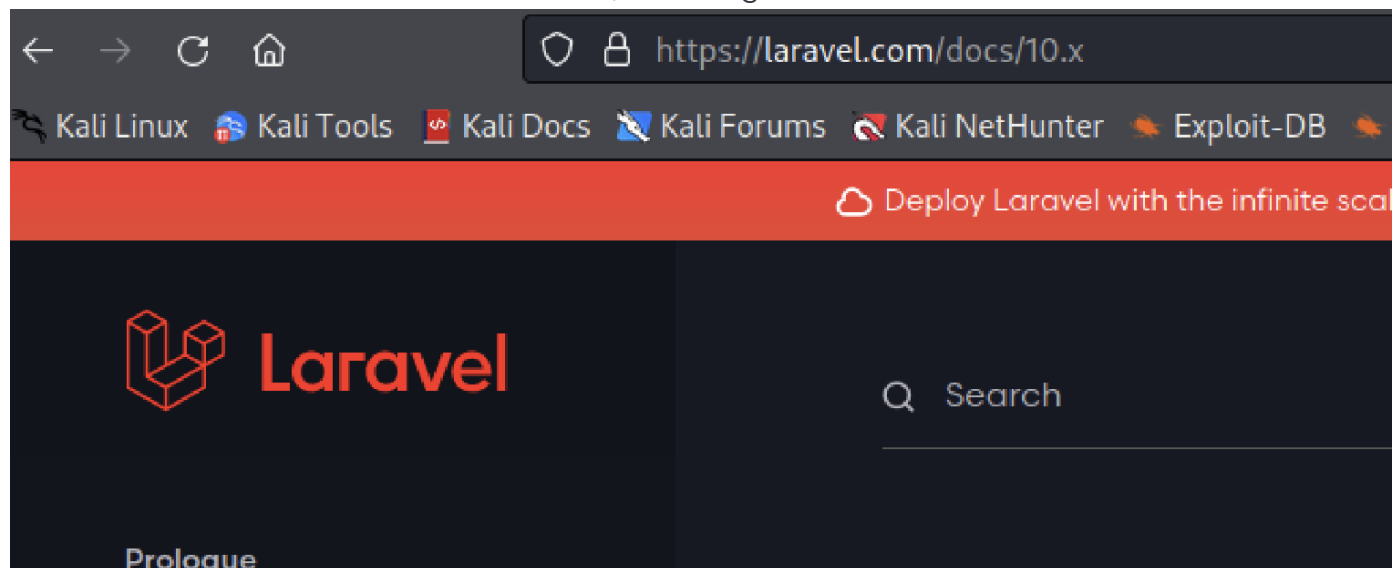 https://laravel.com/docs/10.x
Kali Linux Kali Tools Kali Docs Kali Forums Kali NetHunter Exploit-DB
Deploy Laravel with the infinite
Laravel
Search
Prologue